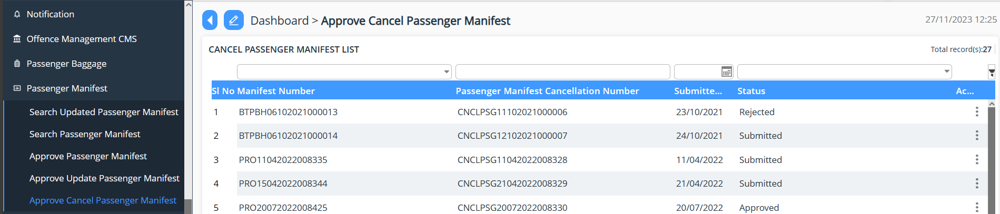 Notification
Offence Management CMS
Passenger Baggage
Passenger Manifest
Search Updated Passenger Manifest
Search Passenger Manifest
Approve Passenger Manifest
Approve Update Passenger Manifest
Approve Cancel Passenger Manifest
Dashboard > Approve Cancel Passenger Manifest
27/11/2023 12:25
CANCEL PASSENGER MANIFEST LIST
Total record(s):27
Sl No Manifest Number Passenger Manifest Cancellation Number Submitte... Status Ac...
1 BTPBH06102021000013 CNCLPSG11102021000006 23/10/2021 Rejected
2 BTPBH06102021000014 CNCLPSG12102021000007 24/10/2021 Submitted
3 PRO11042022008335 CNCLPSG11042022008328 11/04/2022 Submitted
4 PRO15042022008344 CNCLPSG21042022008329 21/04/2022 Submitted
5 PRO20072022008425 CNCLPSG20072022008330 20/07/2022 Approved